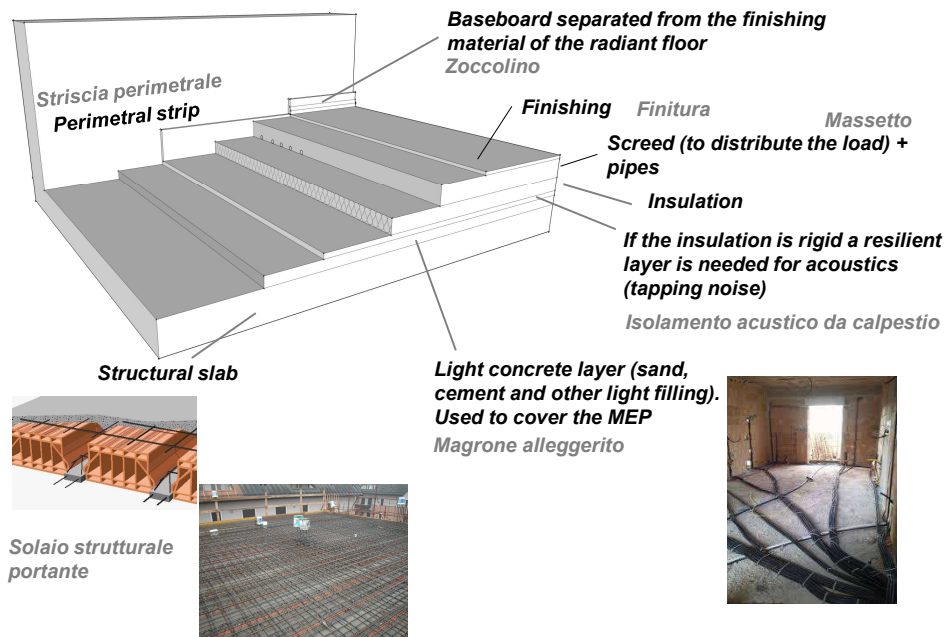 Baseboard separated from the finishing
material of the radiant floor
Zoccolino
Striscia perimetrale
Perimetral strip
Finishing
Finitura
Massetto
Screed (to distribute the load) +
pipes
Insulation
If the insulation is rigid a resilient
layer is needed for acoustics
(tapping noise)
Isolamento acustico da calpestio
Structural slab
Light concrete layer (sand,
cement and other light filling).
Used to cover the MEP
Magrone alleggerito
Solaio strutturale
portante